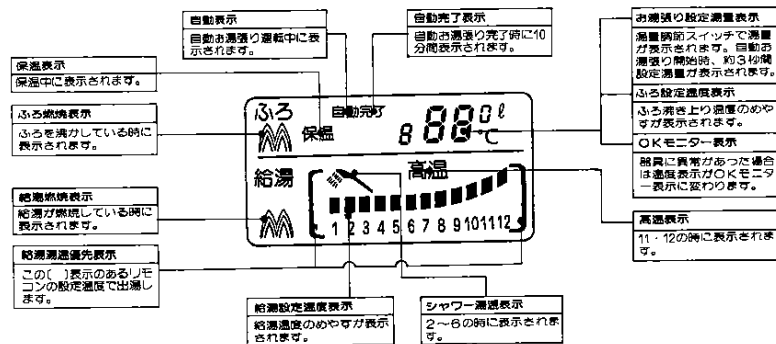 自動表示
自動お湯張り運転中に表
示されます。
自動完了表示
自動お湯張り完了時に10
分間表示されます。
お湯張り設定湯量表示
湯量調節スイッチで湯量
が表示されます。自動お
湯張り開始時、約3秒間
設定湯量が表示されます。
保温表示
保温中に表示されます。
ふろ設定温度表示
ふろ沸き上り温度のめや
すが表示されます。
ふろ燃焼表示
ふろを沸かしている時に
表示されます。
OKモニター表示
器具に異常があった場合
は温度表示がOKモニタ
ー表示に変わります。
ふろ
自動完了
保温
8 88 0ℓ
℃
給湯
高温
1 2 3 4 5 6 7 8 9 10 11 12
給湯燃焼表示
給湯が燃焼している時に
表示されます。
高温表示
11・12の時に表示されま
す。
給湯湯温優先表示
この〔 〕表示のあるリモ
コンの設定温度で出湯し
ます。
給湯設定温度表示
給湯温度のめやすが表示
されます。
シャワー湯温表示
2～6の時に表示されま
す。